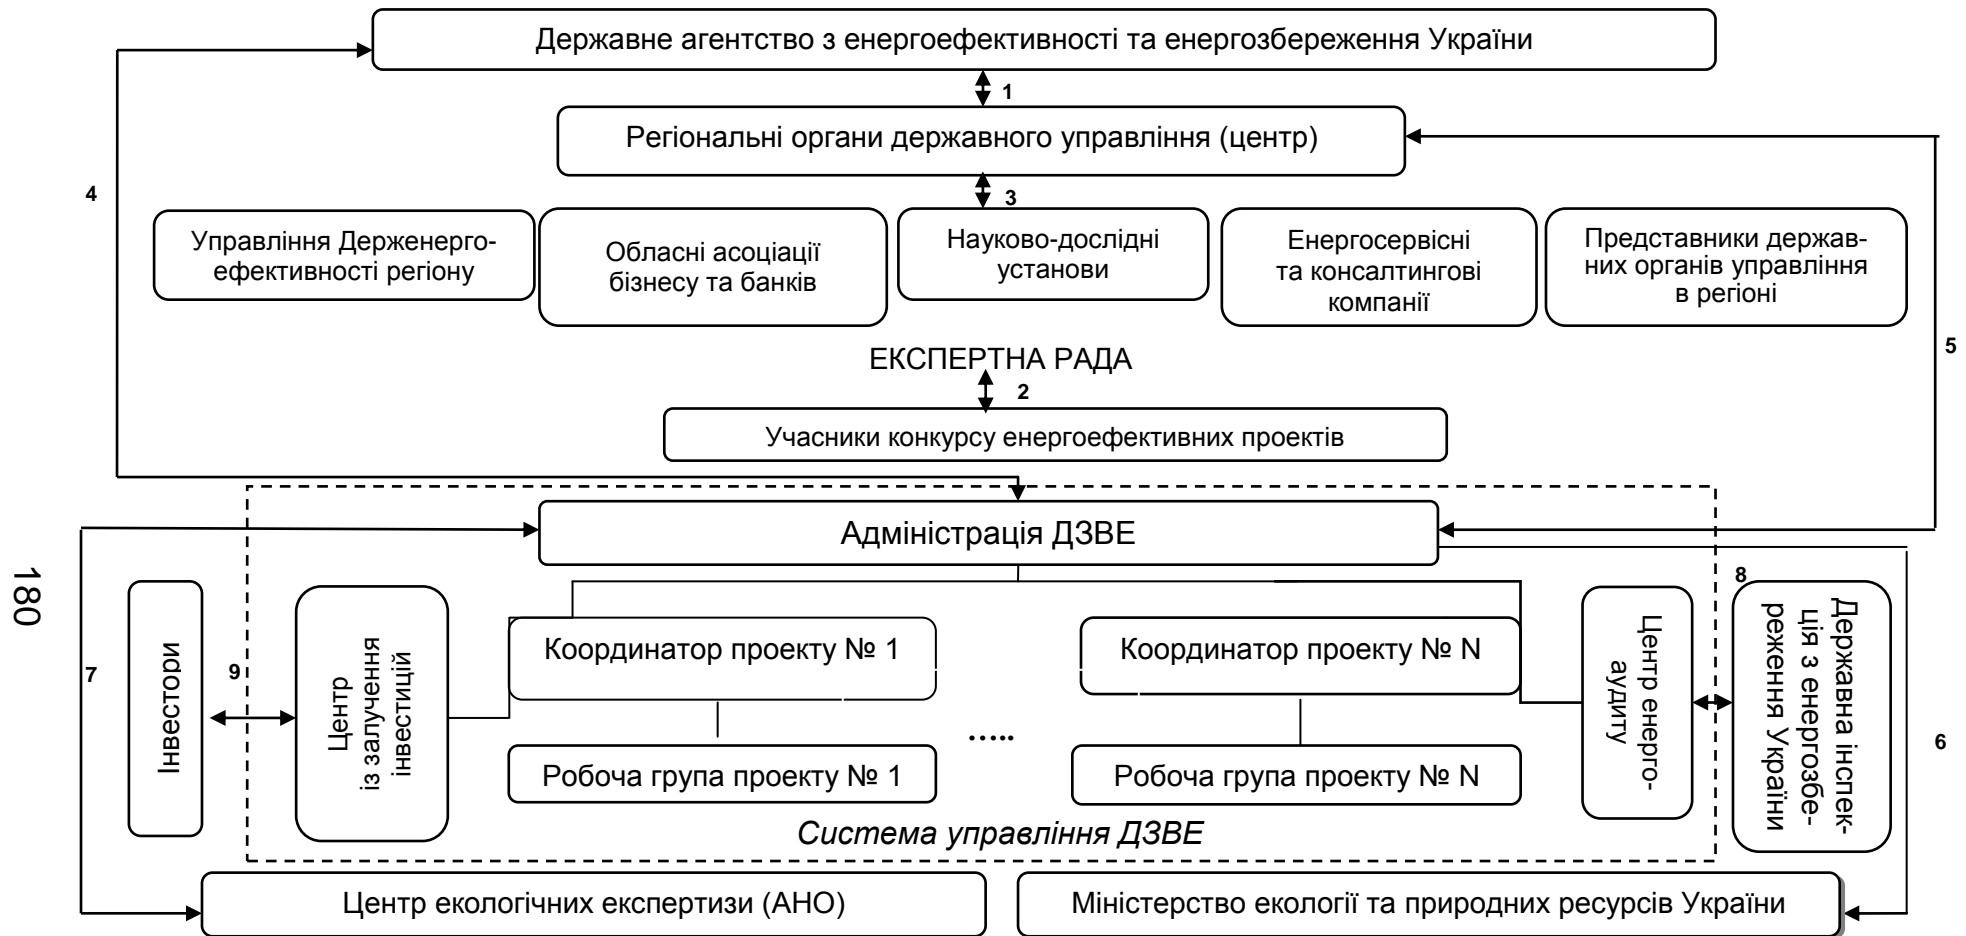 Державне агентство з енергоефективності та енергозбереження України
1
Регіональні органи державного управління (центр)
4
3
Управління Держенерго-
ефективності регіону
Обласні асоціації
бізнесу та банків
Науково-дослідні
установи
Енергосервісні
та консалтингові
компанії
Представники держав-
них органів управління
в регіоні
5
ЕКСПЕРТНА РАДА
2
Учасники конкурсу енергоефективних проектів
Адміністрація ДЗВЕ
180
7
Інвестори
9
Центр
із залучення
інвестицій
Координатор проекту № 1
Координатор проекту № N
.....
Робоча група проекту № 1
Робоча група проекту № N
Центр енерго-
аудиту
8
Державна інспек-
ція з енергозбе-
реження України
6
Система управління ДЗВЕ
Центр екологічних експертизи (АНО)
Міністерство екології та природних ресурсів України